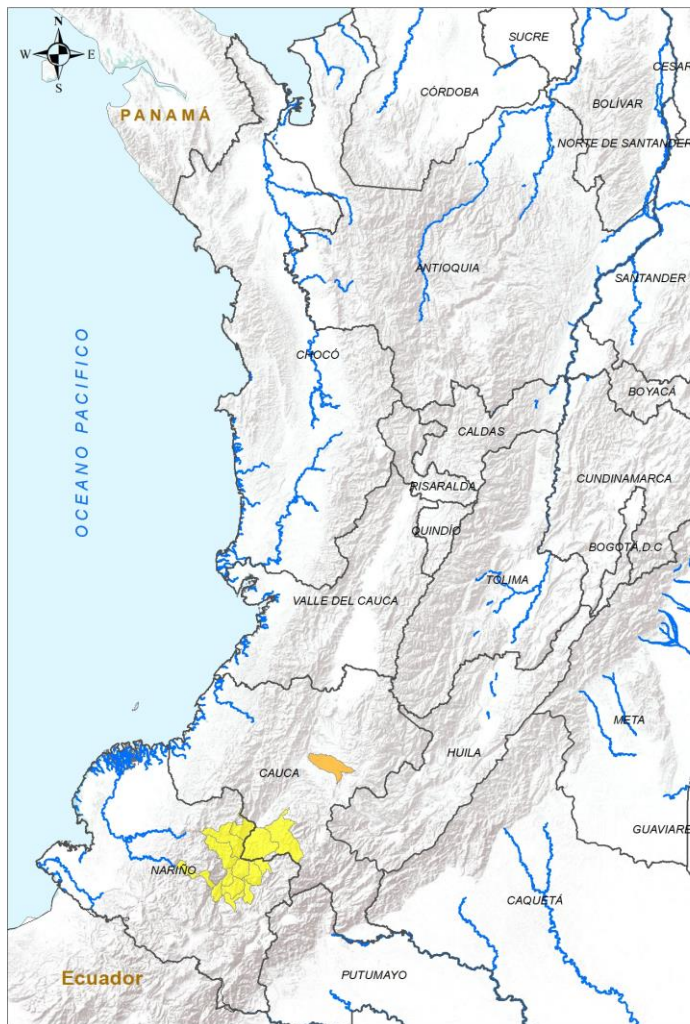 N
W E
S
SUCRE
CESAR
CÓRDOBA
BOLÍVAR
PANAMÁ
NORTE DE SANTANDER
ANTIOQUIA
SANTANDER
OCEANO PACIFICO
CHOCÓ
BOYACÁ
CALDAS
CUNDINAMARCA
RISARALDA
QUINDÍO
BOGOTÁ,D.C
TOLIMA
VALLE DEL CAUCA
META
HUILA
CAUCA
GUAVIARE
NARIÑO
CAQUETÁ
PUTUMAYO
Ecuador